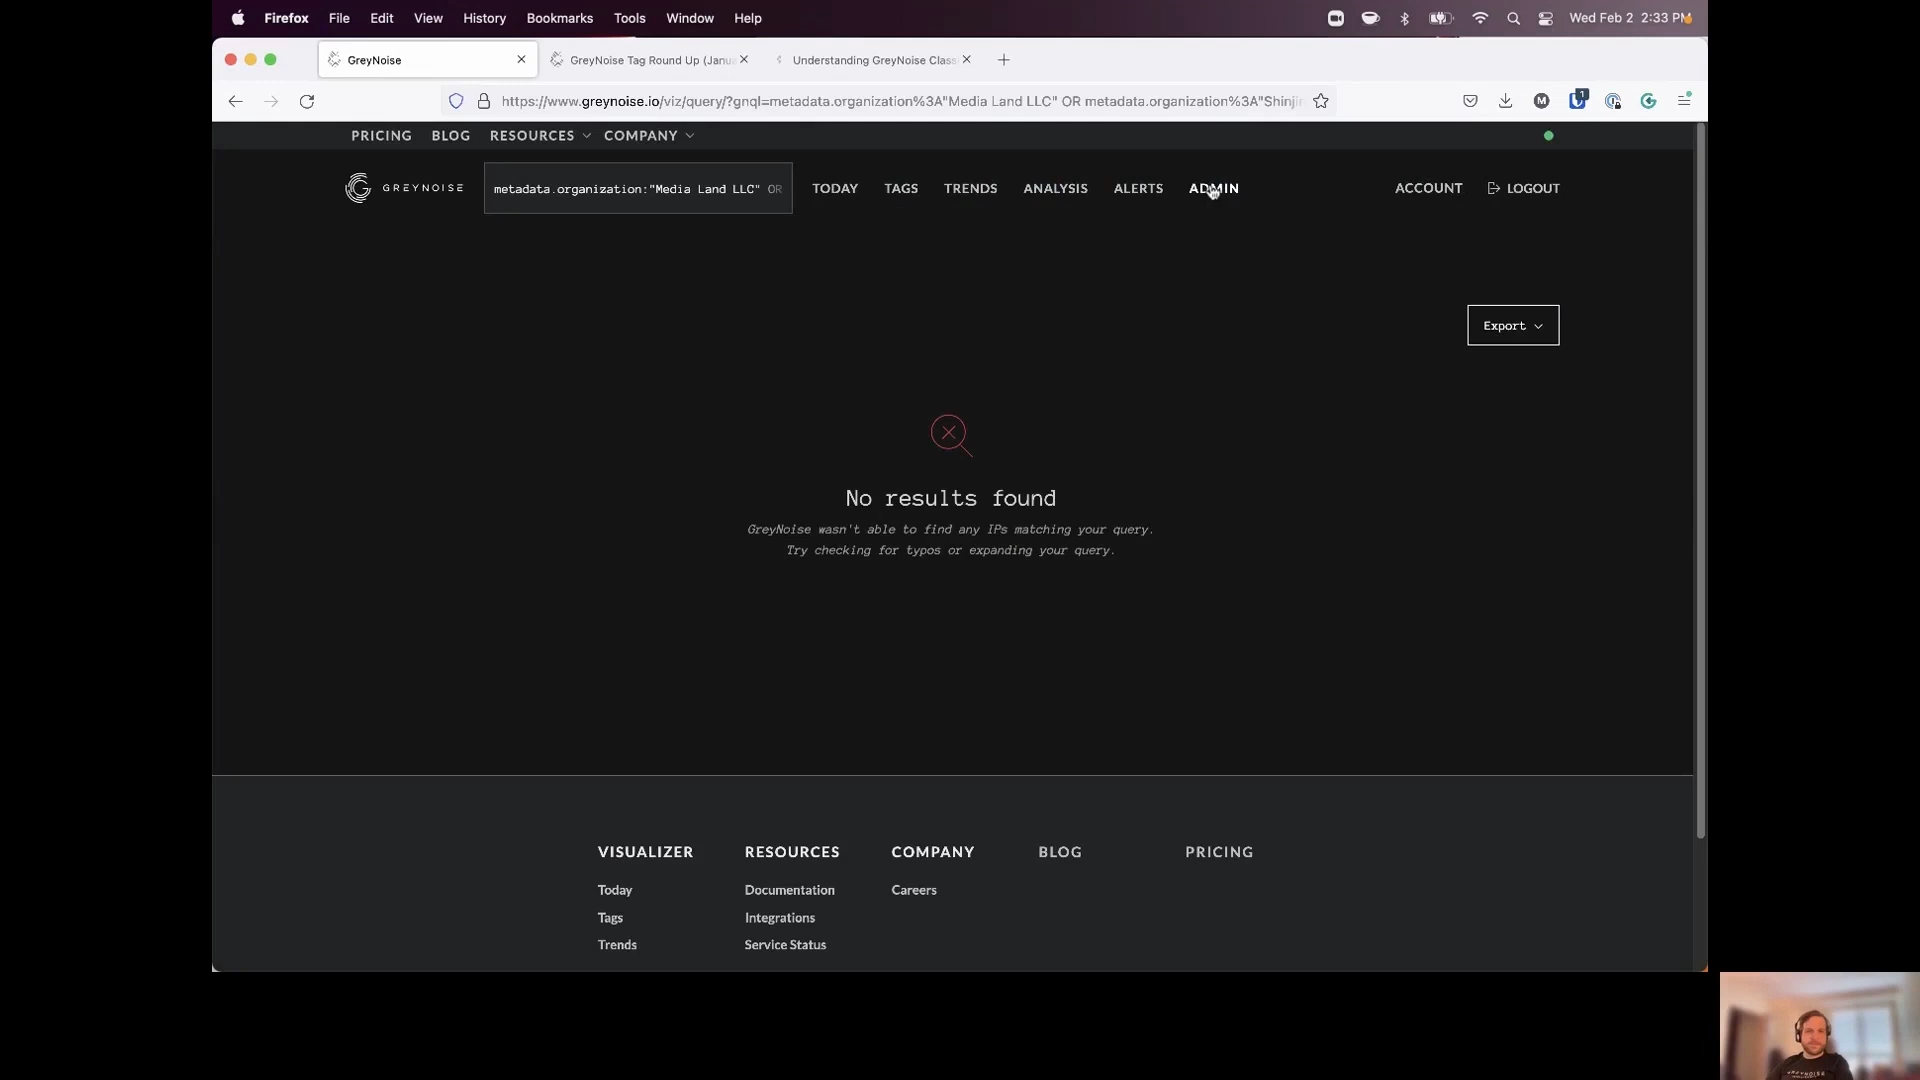 Firefox File Edit View History Bookmarks Tools Window Help
Wed Feb 2 2:33 PM
GreyNoise
GreyNoise Tag Round Up (Janu
Understanding GreyNoise Class
https://www.greynoise.io/viz/query/?gnql=metadata.organization%3A"Media Land LLC" OR metadata.organization%3A"Shinji
M
1
PRICING BLOG RESOURCES COMPANY
GREYNOISE
metadata.organization:"Media Land LLC" OR
TODAY TAGS TRENDS ANALYSIS ALERTS ADMIN
ACCOUNT LOGOUT
Export
No results found
GreyNoise wasn't able to find any IPs matching your query.
Try checking for typos or expanding your query.
VISUALIZER RESOURCES COMPANY BLOG PRICING
Today Documentation Careers
Tags Integrations
Trends Service Status
GREYNOISE